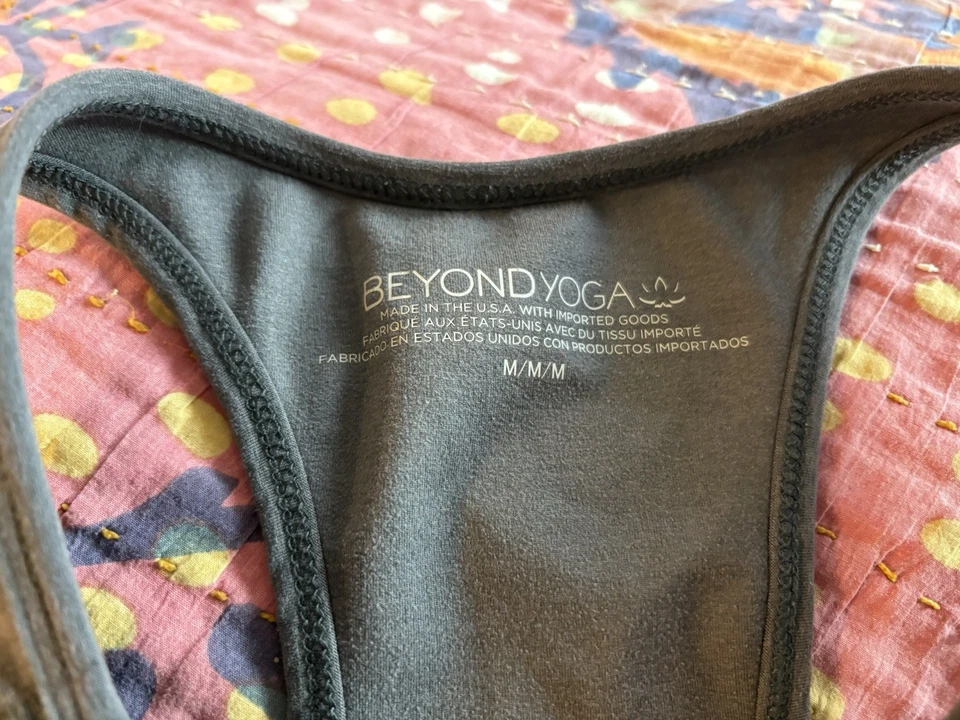 BEYOND YOGA
MADE IN THE U.S.A. WITH IMPORTED GOODS
FABRIQUÉ AUX ÉTATS-UNIS AVEC DU TISSU IMPORTÉ
FABRICADO EN ESTADOS UNIDOS CON PRODUCTOS IMPORTADOS
M/M/M